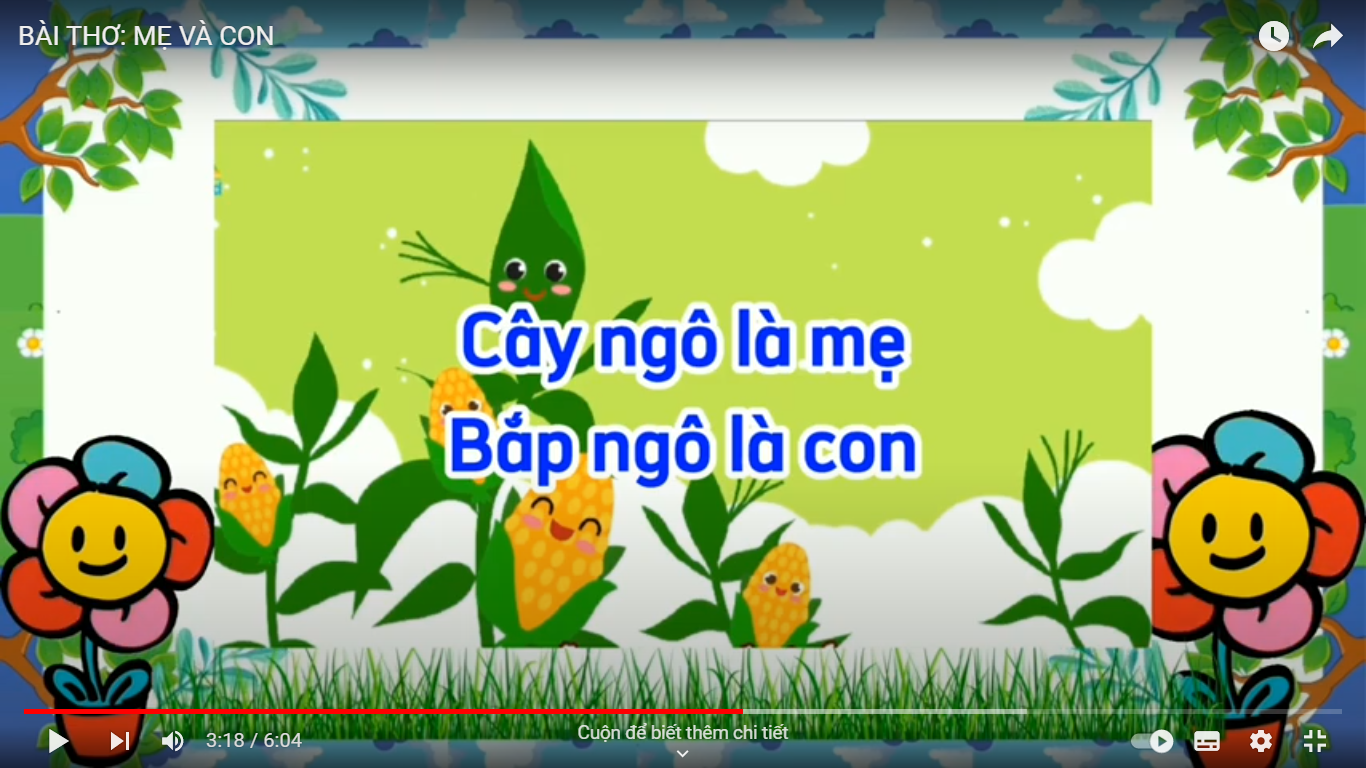 BÀI THƠ: MẸ VÀ CON
Cây ngô là mẹ
Bắp ngô là con
3:18 / 6:04
Cuộn để biết thêm chi tiết